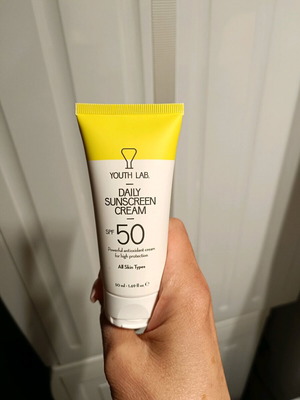 YOUTH LAB.
DAILY
SUNSCREEN
CREAM
SPF 50
Powerful antioxidant cream
for high protection
All Skin Types
50 ml · 1.69 fl.oz. ℮